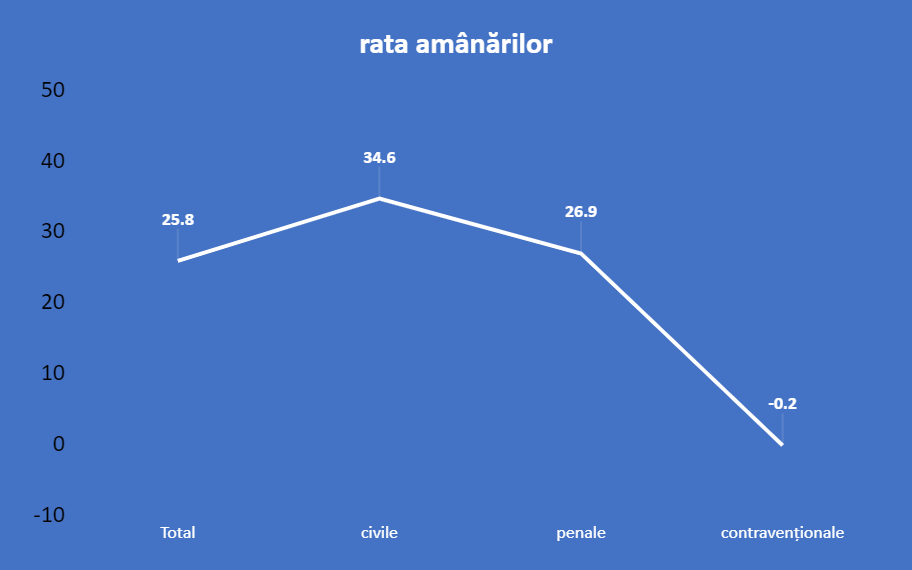 rata amânărilor
50
40
30
20
10
0
-10
25.8
34.6
26.9
-0.2
Total
civile
penale
contravenționale